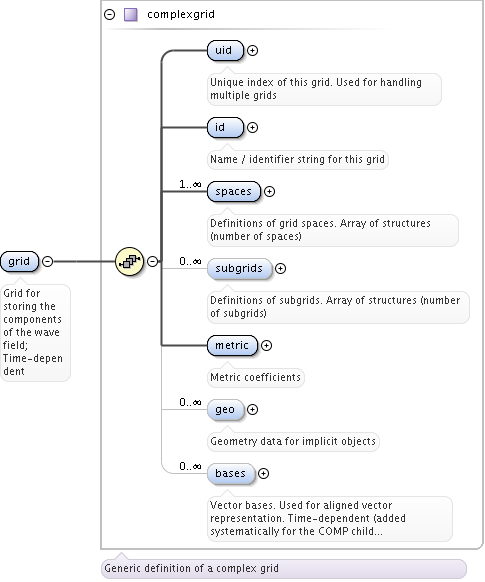 complexgrid
uid
Unique index of this grid. Used for handling
multiple grids
id
Name / identifier string for this grid
1..∞
spaces
Definitions of grid spaces. Array of structures
(number of spaces)
0..∞
subgrids
Definitions of subgrids. Array of structures (number
of subgrids)
grid
Grid for
storing the
components
of the wave
field;
Time-depen
dent
metric
Metric coefficients
0..∞
geo
Geometry data for implicit objects
0..∞
bases
Vector bases. Used for aligned vector
representation. Time-dependent (added
systematically for the COMP child...
Generic definition of a complex grid